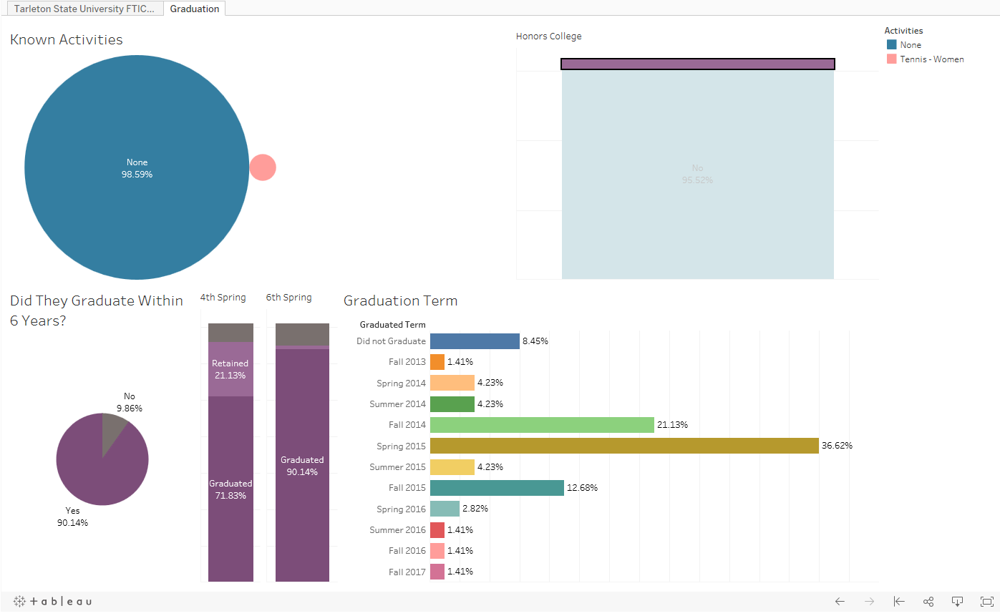 Tarleton State University FTIC...
Graduation
Known Activities
None
98.59%
Honors College
No
95.52%
Activities
None
Tennis - Women
Did They Graduate Within
6 Years?
No
9.86%
Yes
90.14%
4th Spring
Retained
21.13%
Graduated
71.83%
6th Spring
Graduated
90.14%
Graduation Term
Graduated Term
Did not Graduate 8.45%
Fall 2013 1.41%
Spring 2014 4.23%
Summer 2014 4.23%
Fall 2014 21.13%
Spring 2015 36.62%
Summer 2015 4.23%
Fall 2015 12.68%
Spring 2016 2.82%
Summer 2016 1.41%
Fall 2016 1.41%
Fall 2017 1.41%
+ a b l e a u